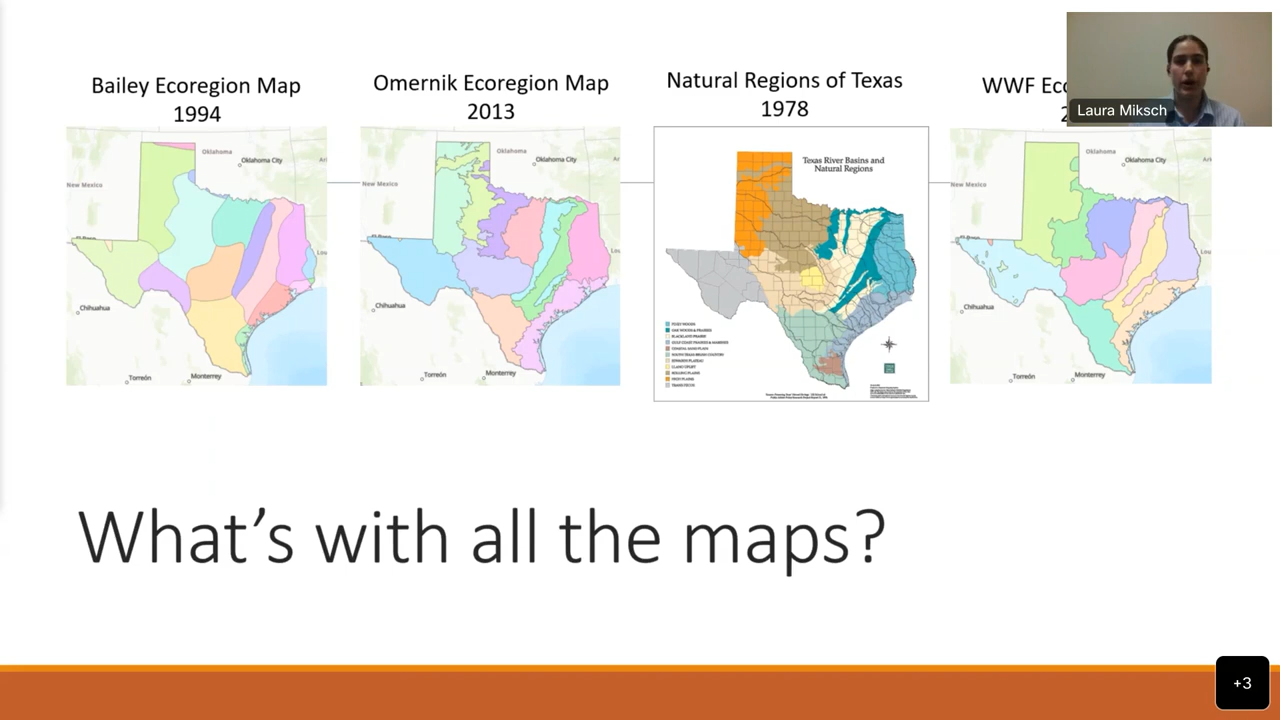 Bailey Ecoregion Map
1994
Omernik Ecoregion Map
2013
Natural Regions of Texas
1978
WWF
Laura Miksch
Oklahoma
Oklahoma City
New Mexico
Chihuahua
Torreón
Monterrey
Oklahoma
Oklahoma City
New Mexico
Chihuahua
Torreón
Monterrey
Texas River Basins and
Natural Regions
Oklahoma
Oklahoma City
New Mexico
Chihuahua
Torreón
Monterrey
What's with all the maps?
+3